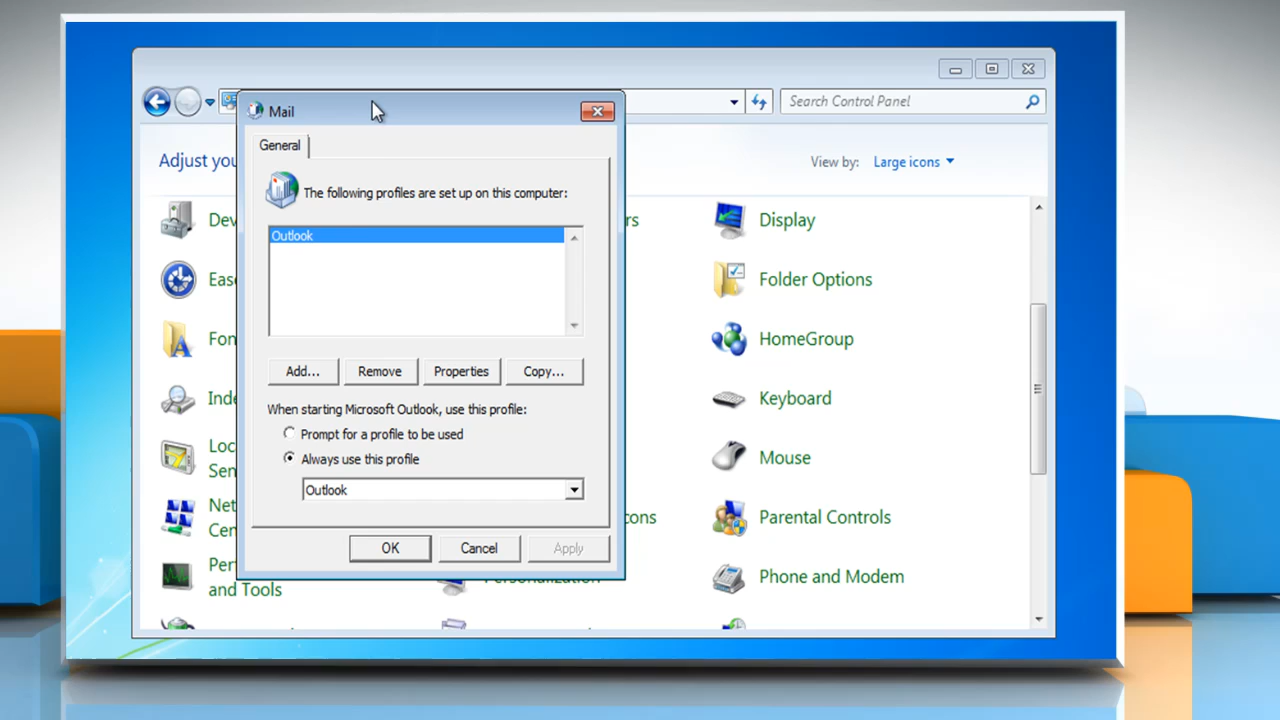 Mail
Search Control Panel
General
Adjust you
View by: Large icons
The following profiles are set up on this computer:
Dev
rs
Display
Outlook
Ease
Folder Options
Fon
HomeGroup
Add...
Remove
Properties
Copy...
Inde
Keyboard
When starting Microsoft Outlook, use this profile:
Prompt for a profile to be used
Loc
Sen
Always use this profile
Mouse
Outlook
Net
Cen
cons
Parental Controls
OK
Cancel
Apply
Per
and Tools
Personalization
Phone and Modem